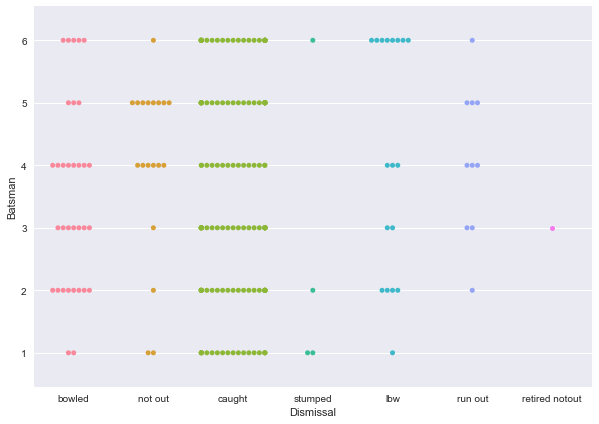 Batsman
6
5
4
3
2
1
bowled not out caught stumped lbw run out retired notout
Dismissal